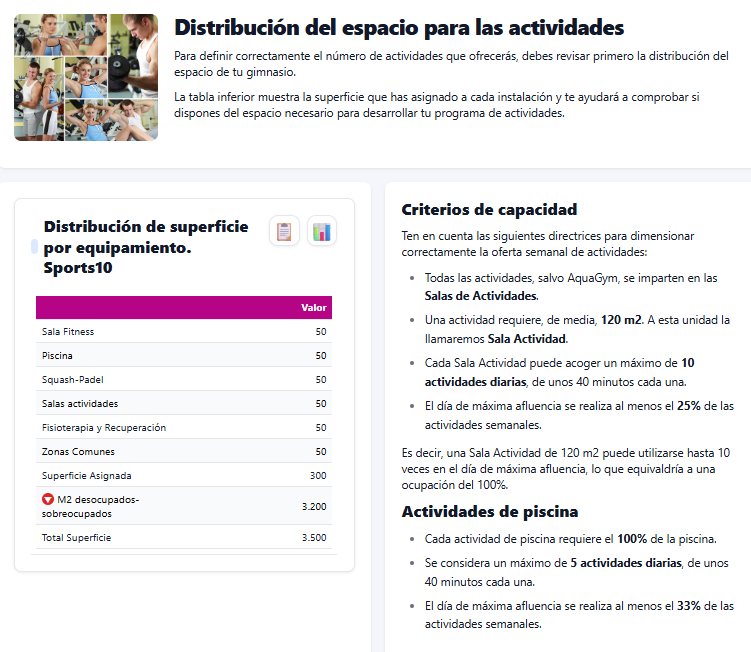 Distribución del espacio para las actividades
Para definir correctamente el número de actividades que ofrecerás, debes revisar primero la distribución del
espacio de tu gimnasio.
La tabla inferior muestra la superficie que has asignado a cada instalación y te ayudará a comprobar si
dispones del espacio necesario para desarrollar tu programa de actividades.
Distribución de superficie
por equipamiento.
Sports10
Valor
Sala Fitness 50
Piscina 50
Squash-Padel 50
Salas actividades 50
Fisioterapia y Recuperación 50
Zonas Comunes 50
Superficie Asignada 300
M2 desocupados-
sobreocupados 3.200
Total Superficie 3.500
Criterios de capacidad
Ten en cuenta las siguientes directrices para dimensionar
correctamente la oferta semanal de actividades:
Todas las actividades, salvo AquaGym, se imparten en las
Salas de Actividades.
Una actividad requiere, de media, 120 m2. A esta unidad la
llamaremos Sala Actividad.
Cada Sala Actividad puede acoger un máximo de 10
actividades diarias, de unos 40 minutos cada una.
El día de máxima afluencia se realiza al menos el 25% de las
actividades semanales.
Es decir, una Sala Actividad de 120 m2 puede utilizarse hasta 10
veces en el día de máxima afluencia, lo que equivaldría a una
ocupación del 100%.
Actividades de piscina
Cada actividad de piscina requiere el 100% de la piscina.
Se considera un máximo de 5 actividades diarias, de unos
40 minutos cada una.
El día de máxima afluencia se realiza al menos el 33% de las
actividades semanales.